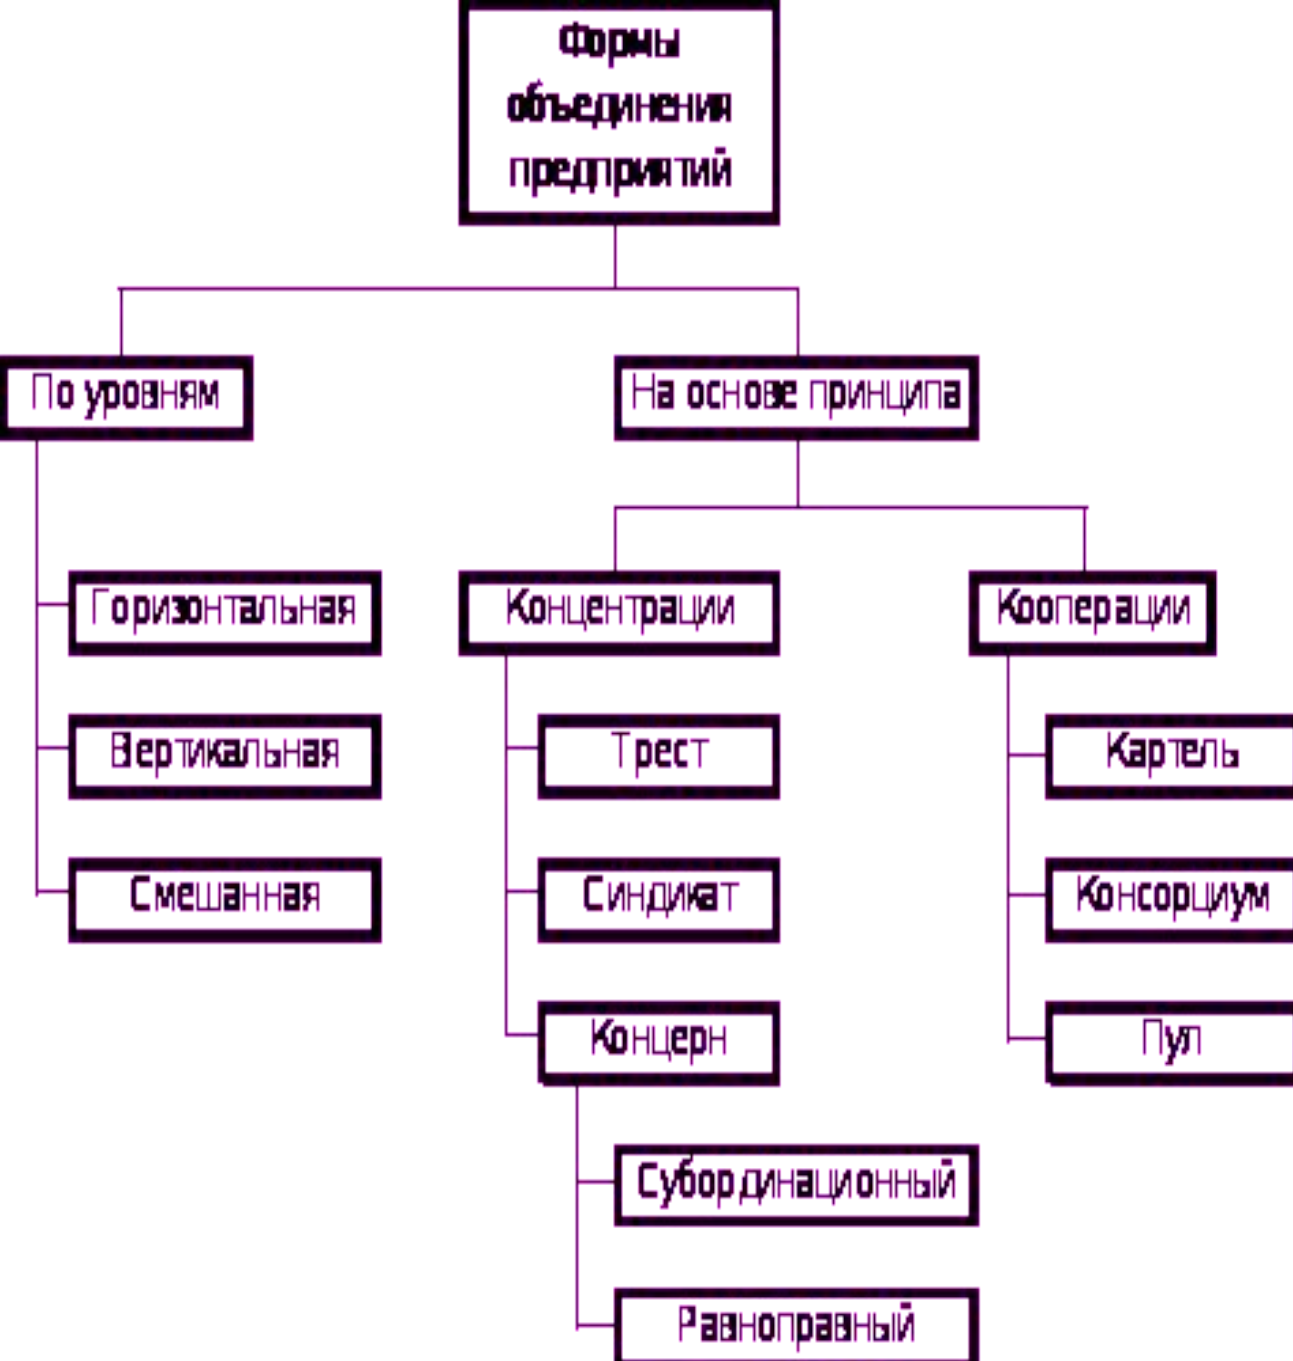 Формы
объединения
предприятий
По уровням
На основе принципа
Горизонтальная
Концентрации
Кооперации
Вертикальная
Трест
Картель
Смешанная
Синдикат
Консорциум
Концерн
Пул
Субординационный
Равноправный